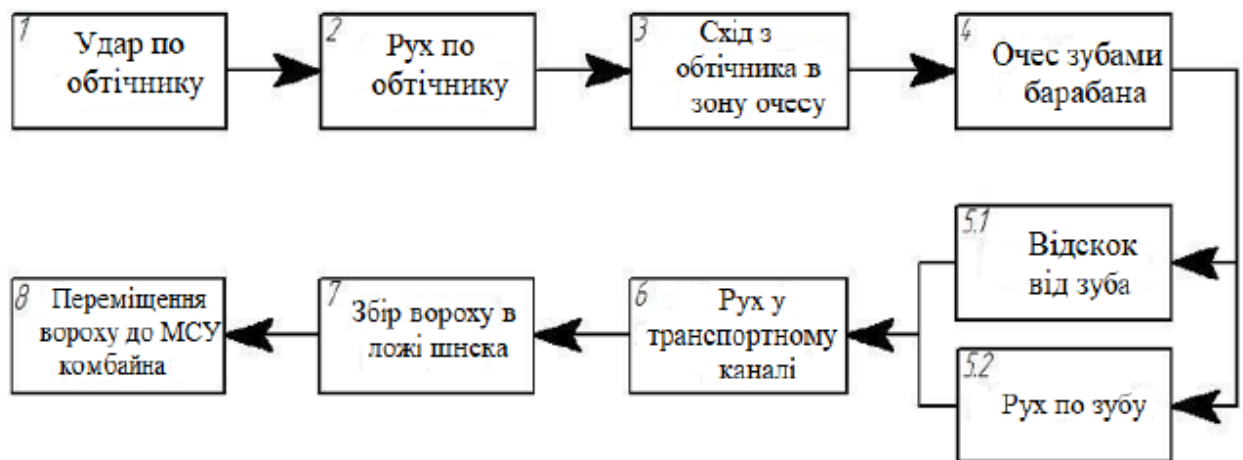 1
Удар по
обтічнику
2
Рух по
обтічнику
3
Схід з
обтічника в
зону очесу
4
Очес зубами
барабана
5.1
Відскок
від зуба
5.2
Рух по зубу
6
Рух у
транспортному
каналі
7
Збір вороху в
ложі шнска
8
Переміщення
вороху до МСУ
комбайна